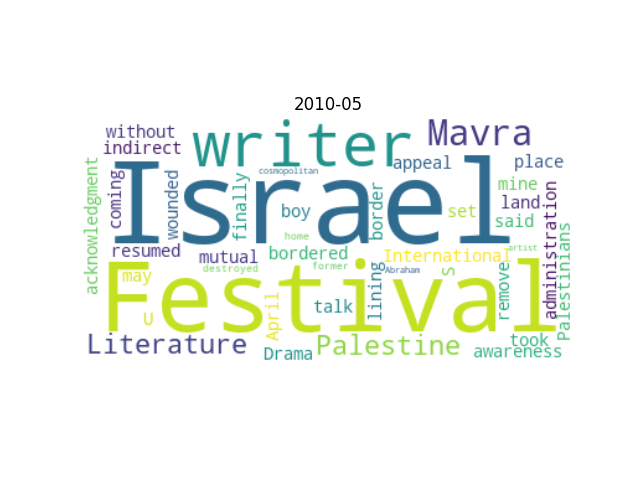 2010-05
without
indirect
writer
Mavra
acknowledgment
coming
wounded
Israel
cosmopolitan
appeal
place
finally
boy
border
mine
land
set
said
administration
Palestinians
resumed
mutual
bordered
home
International
destroyed
former
Abraham
artist
S
remove
may
U
Festival
April
talk
lining
Literature
Drama
Palestine
took
awareness